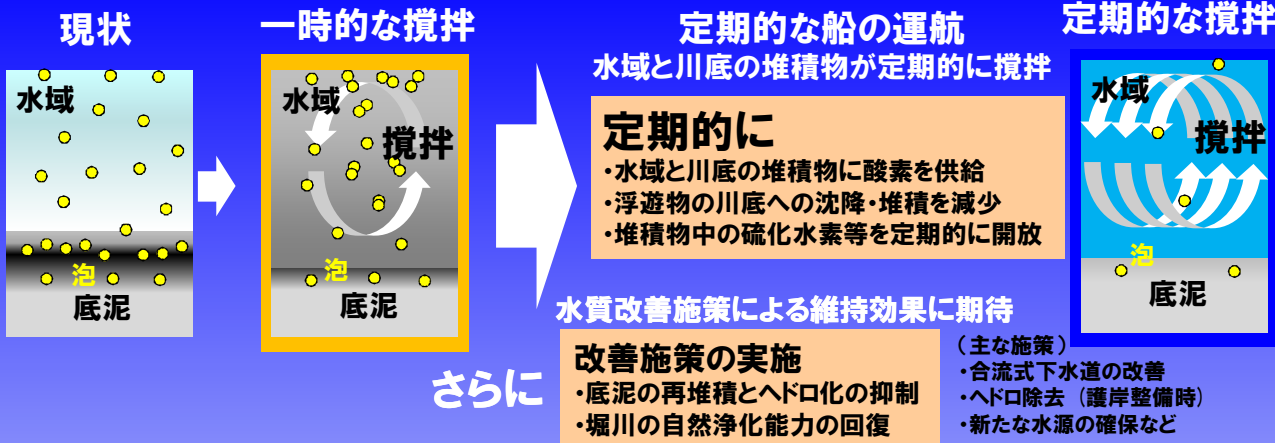 現状
水域
泡
底泥
一時的な撹拌
水域
撹拌
泡
底泥
定期的な船の運航
水域と川底の堆積物が定期的に撹拌
定期的に
・水域と川底の堆積物に酸素を供給
・浮遊物の川底への沈降・堆積を減少
・堆積物中の硫化水素等を定期的に開放
定期的な撹拌
水域
撹拌
泡
底泥
水質改善施策による維持効果に期待
さらに
改善施策の実施
・底泥の再堆積とヘドロ化の抑制
・堀川の自然浄化能力の回復
（主な施策）
・合流式下水道の改善
・ヘドロ除去（護岸整備時）
・新たな水源の確保など